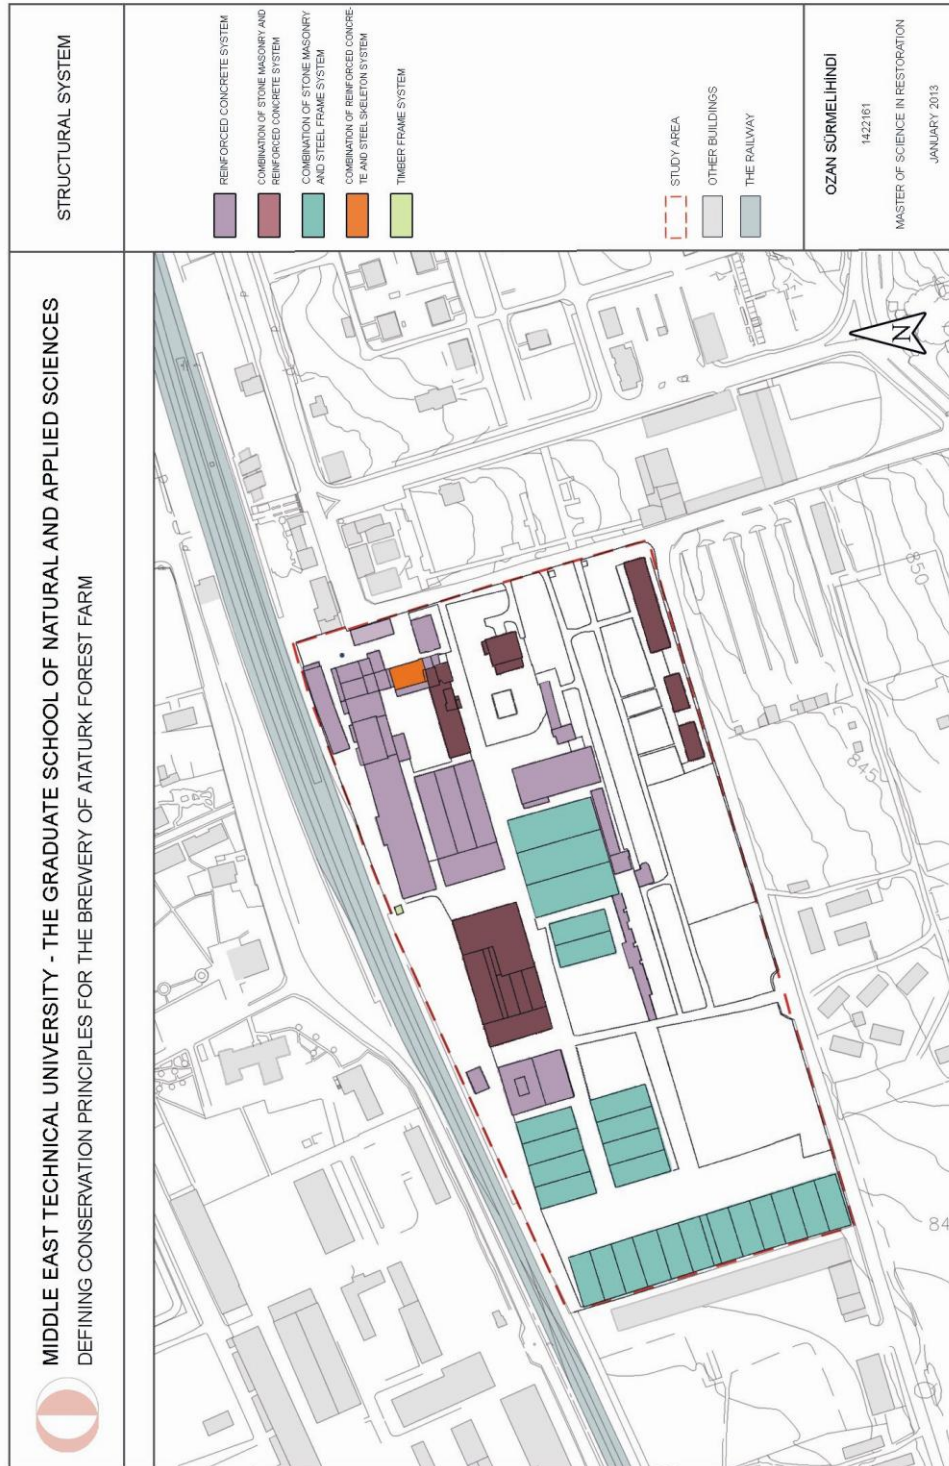 MIDDLE EAST TECHNICAL UNIVERSITY - THE GRADUATE SCHOOL OF NATURAL AND APPLIED SCIENCES
DEFINING CONSERVATION PRINCIPLES FOR THE BREWERY OF ATATURK FOREST FARM
STRUCTURAL SYSTEM
REINFORCED CONCRETE SYSTEM
COMBINATION OF STONE MASONRY AND
REINFORCED CONCRETE SYSTEM
COMBINATION OF STONE MASONRY
AND STEEL FRAME SYSTEM
COMBINATION OF REINFORCED CONCRE-
TE AND STEEL SKELETON SYSTEM
TIMBER FRAME SYSTEM
STUDY AREA
OTHER BUILDINGS
THE RAILWAY
OZAN SÜRMELİHİNDİ
1422161
MASTER OF SCIENCE IN RESTORATION
JANUARY 2013
N
850
845
84